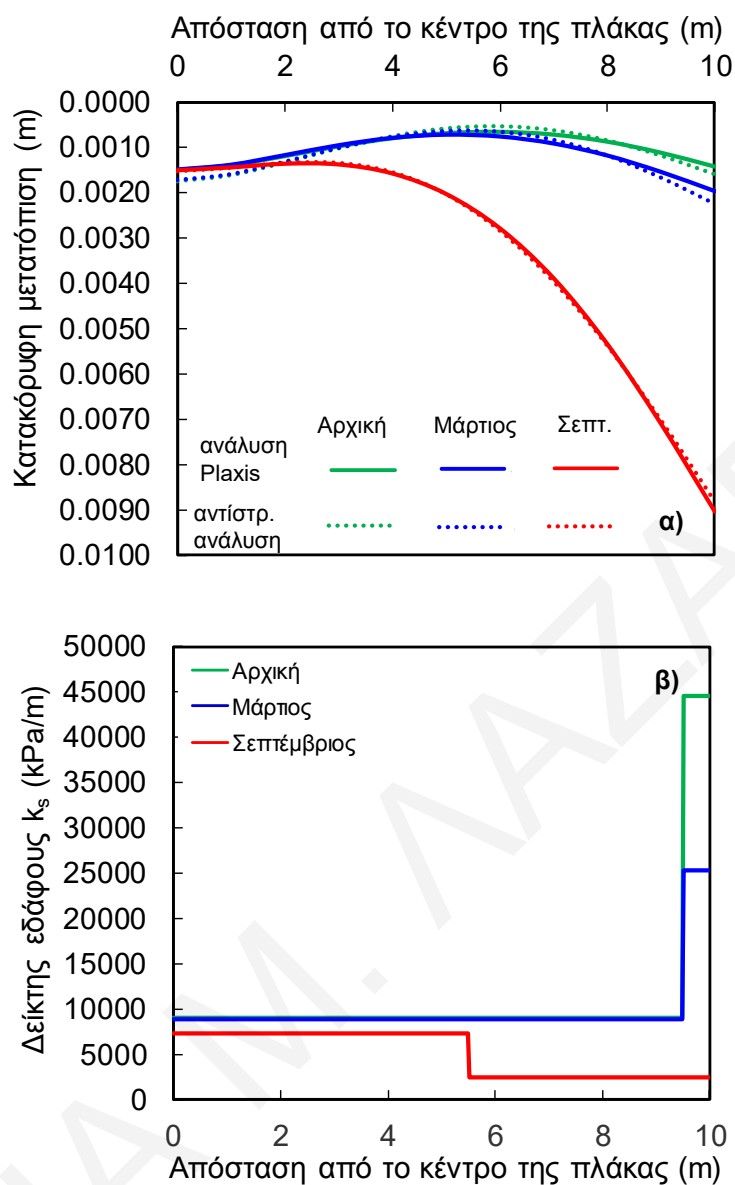 Απόσταση από το κέντρο της πλάκας (m)
0 2 4 6 8 10
Κατακόρυφη μετατόπιση (m)
0.0000
0.0010
0.0020
0.0030
0.0040
0.0050
0.0060
0.0070
0.0080
0.0090
0.0100
Αρχική Μάρτιος Σεπτ.
ανάλυση
Plaxis
αντίστρ.
ανάλυση
α)
Δείκτης εδάφους ks (kPa/m)
50000
45000
40000
35000
30000
25000
20000
15000
10000
5000
0
Αρχική
Μάρτιος
Σεπτέμβριος
β)
0 2 4 6 8 10
Απόσταση από το κέντρο της πλάκας (m)
Μ. ΛΑΖΑ